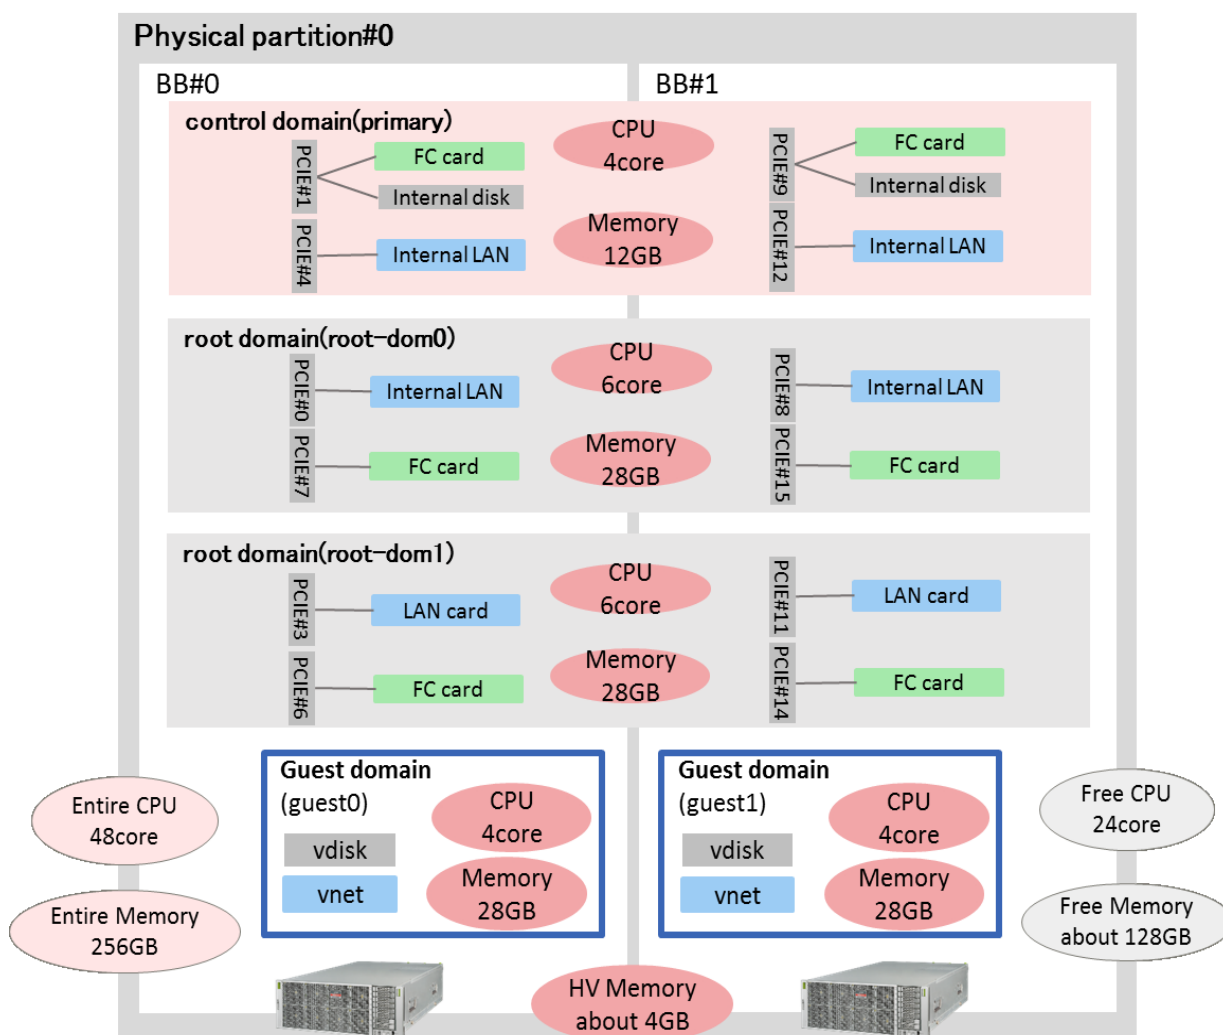 Physical partition#0
BB#0
BB#1
control domain(primary)
PCIE#1
FC card
Internal disk
PCIE#4
Internal LAN
CPU
4core
Memory
12GB
PCIE#9
FC card
Internal disk
PCIE#12
Internal LAN
root domain(root-dom0)
PCIE#0
Internal LAN
PCIE#7
FC card
CPU
6core
Memory
28GB
PCIE#8
Internal LAN
PCIE#15
FC card
root domain(root-dom1)
PCIE#3
LAN card
PCIE#6
FC card
CPU
6core
Memory
28GB
PCIE#11
LAN card
PCIE#14
FC card
Guest domain
(guest0)
vdisk
vnet
CPU
4core
Memory
28GB
Guest domain
(guest1)
vdisk
vnet
CPU
4core
Memory
28GB
Entire CPU
48core
Entire Memory
256GB
Free CPU
24core
Free Memory
about 128GB
HV Memory
about 4GB